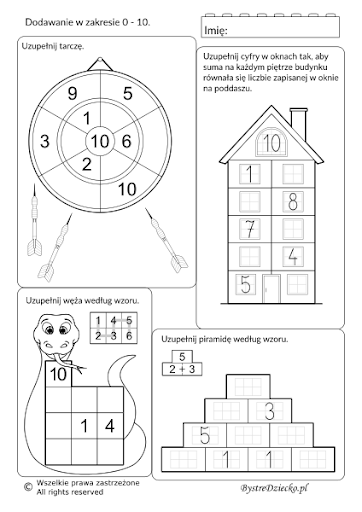 Dodawanie w zakresie 0 - 10.
Imię:
Uzupełnij tarczę.
9 5
1
3 10 6
2
10
Uzupełnij cyfry w oknach tak, aby
suma na każdym piętrze budynku
równała się liczbie zapisanej w oknie
na poddaszu.
10
1
8
7
4
5
Uzupełnij węża według wzoru.
1 4 5
2 3 6
10
1 4
Uzupełnij piramidę według wzoru.
5
2 + 3
3
5
1 1
© Wszelkie prawa zastrzeżone
All rights reserved
BystreDziecko.pl